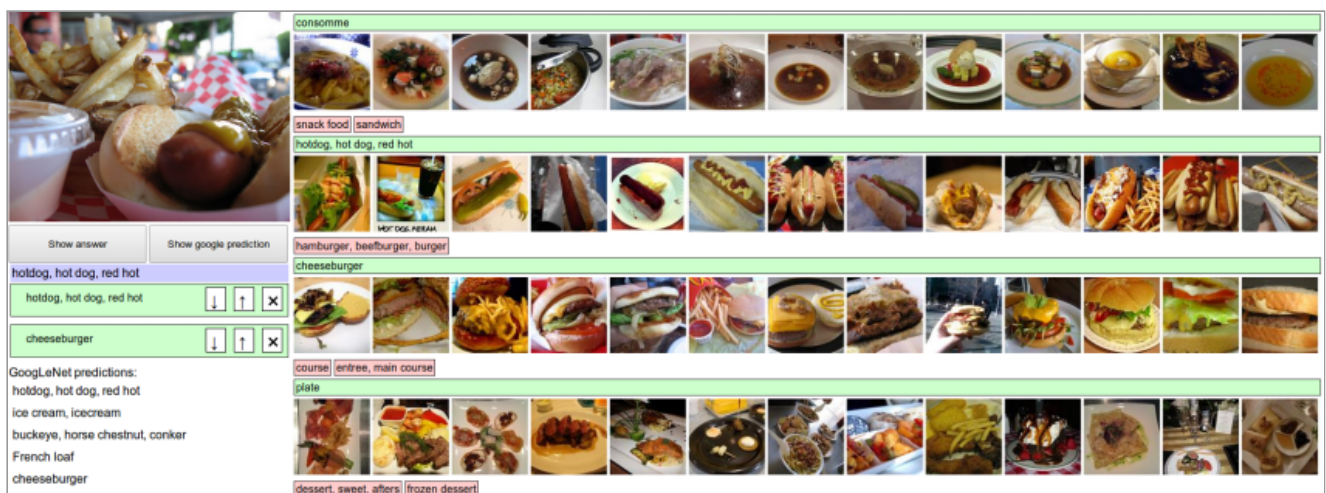 consomme
snack food sandwich
hotdog, hot dog, red hot
HOT DOG MERAH
hamburger, beefburger, burger
cheeseburger
course entree, main course
plate
dessert, sweet, afters frozen dessert
Show answer Show google prediction
hotdog, hot dog, red hot
hotdog, hot dog, red hot ↓ ↑ ×
cheeseburger ↓ ↑ ×
GoogLeNet predictions:
hotdog, hot dog, red hot
ice cream, icecream
buckeye, horse chestnut, conker
French loaf
cheeseburger